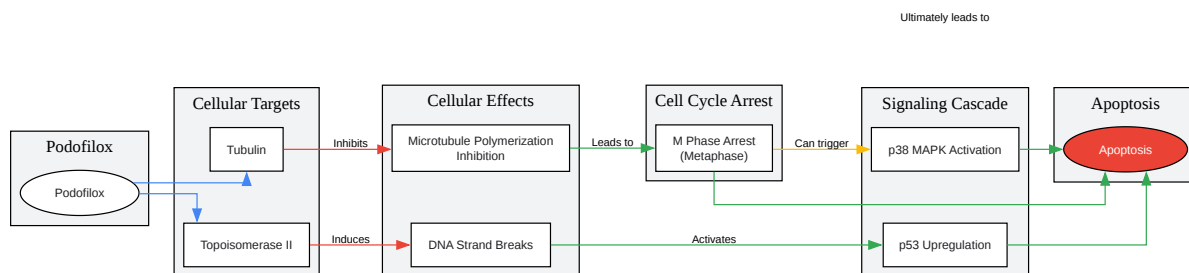 Ultimately leads to
Podofilox
Podofilox
Cellular Targets
Tubulin
Topoisomerase II
Inhibits
Induces
Cellular Effects
Microtubule Polymerization
Inhibition
DNA Strand Breaks
Leads to
Activates
Cell Cycle Arrest
M Phase Arrest
(Metaphase)
Can trigger
Signaling Cascade
p38 MAPK Activation
p53 Upregulation
Apoptosis
Apoptosis